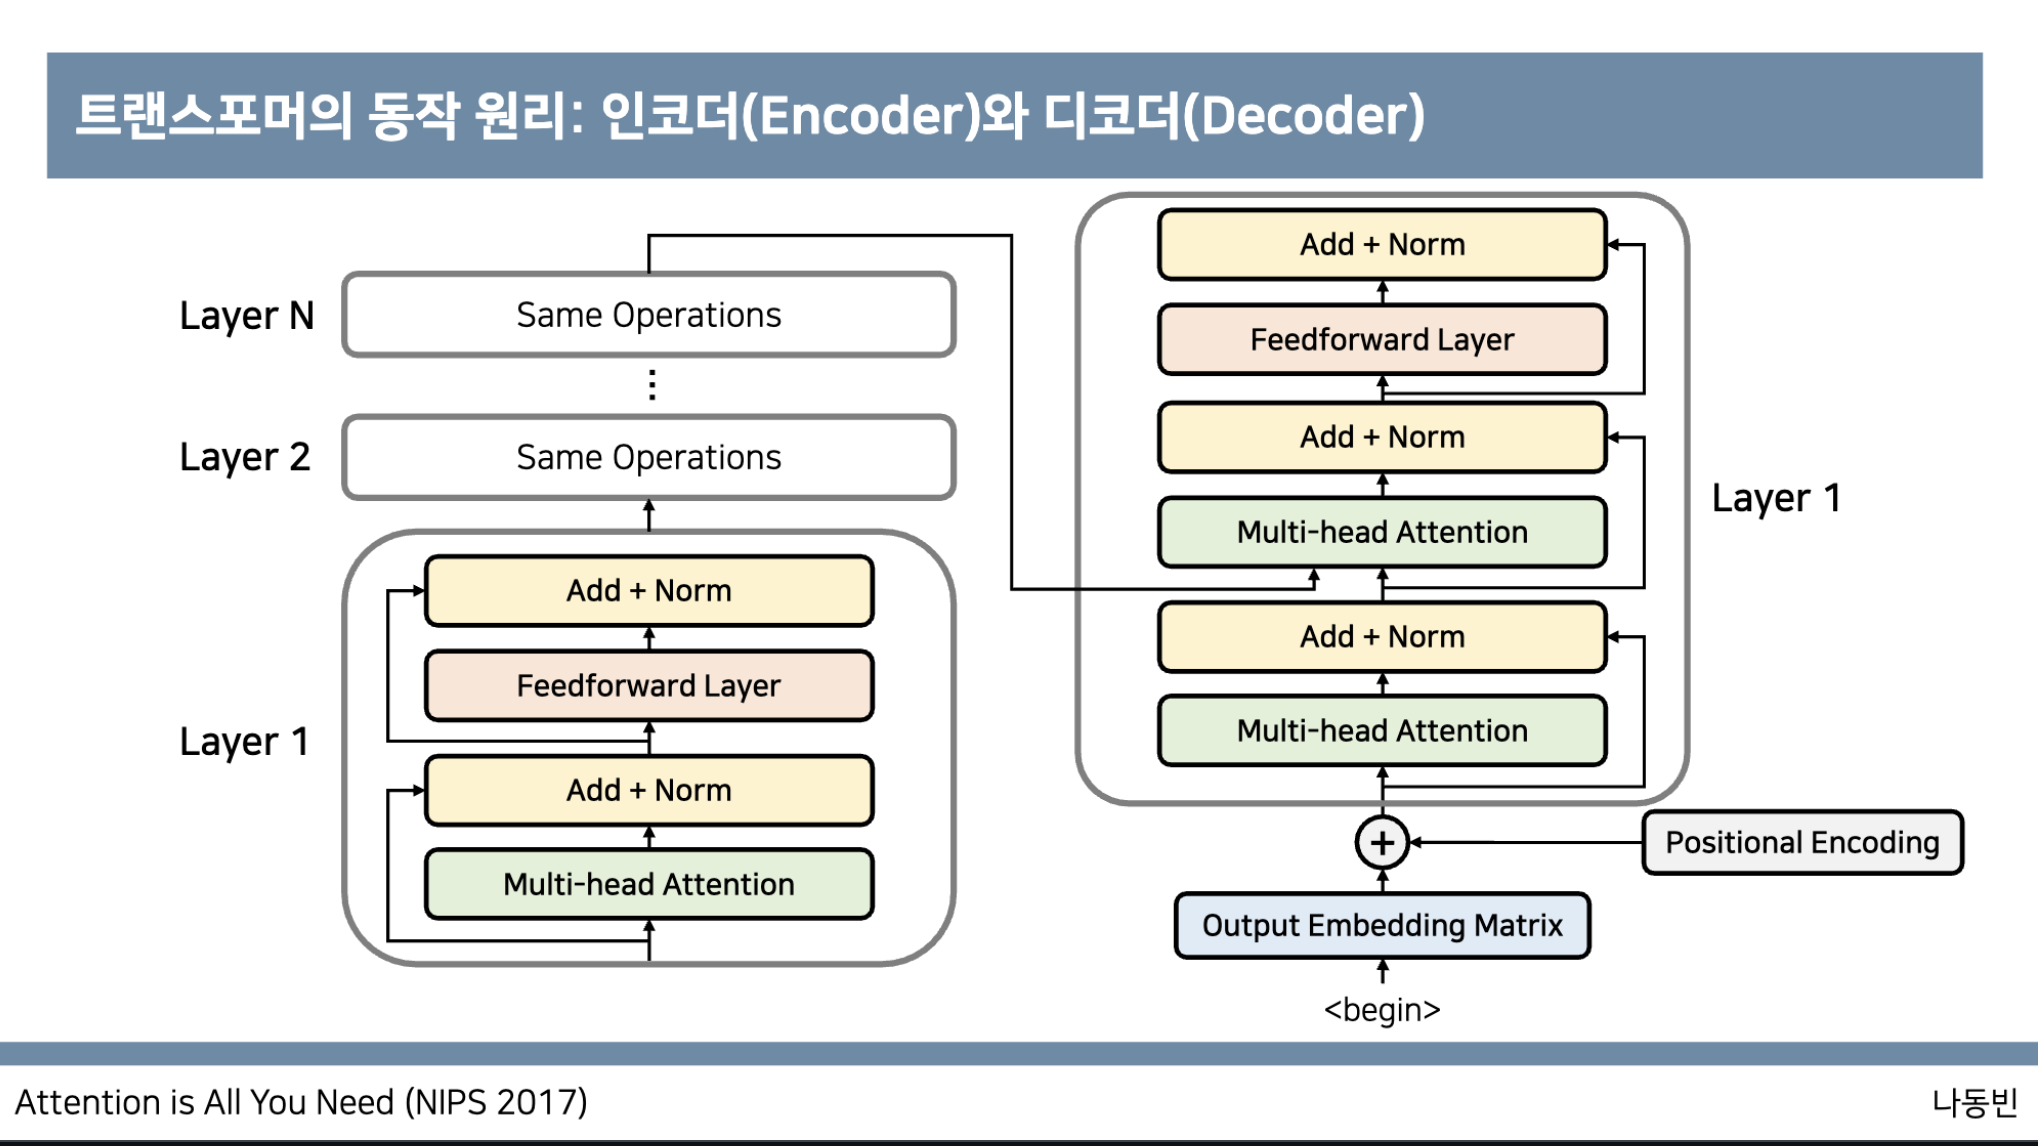 트랜스포머의 동작 원리: 인코더(Encoder)와 디코더(Decoder)
Layer N
Same Operations
⋮
Layer 2
Same Operations
Layer 1
Add + Norm
Feedforward Layer
Add + Norm
Multi-head Attention
Add + Norm
Feedforward Layer
Add + Norm
Multi-head Attention
Add + Norm
Multi-head Attention
Layer 1
+
Positional Encoding
Output Embedding Matrix
<begin>
Attention is All You Need (NIPS 2017)
나동빈